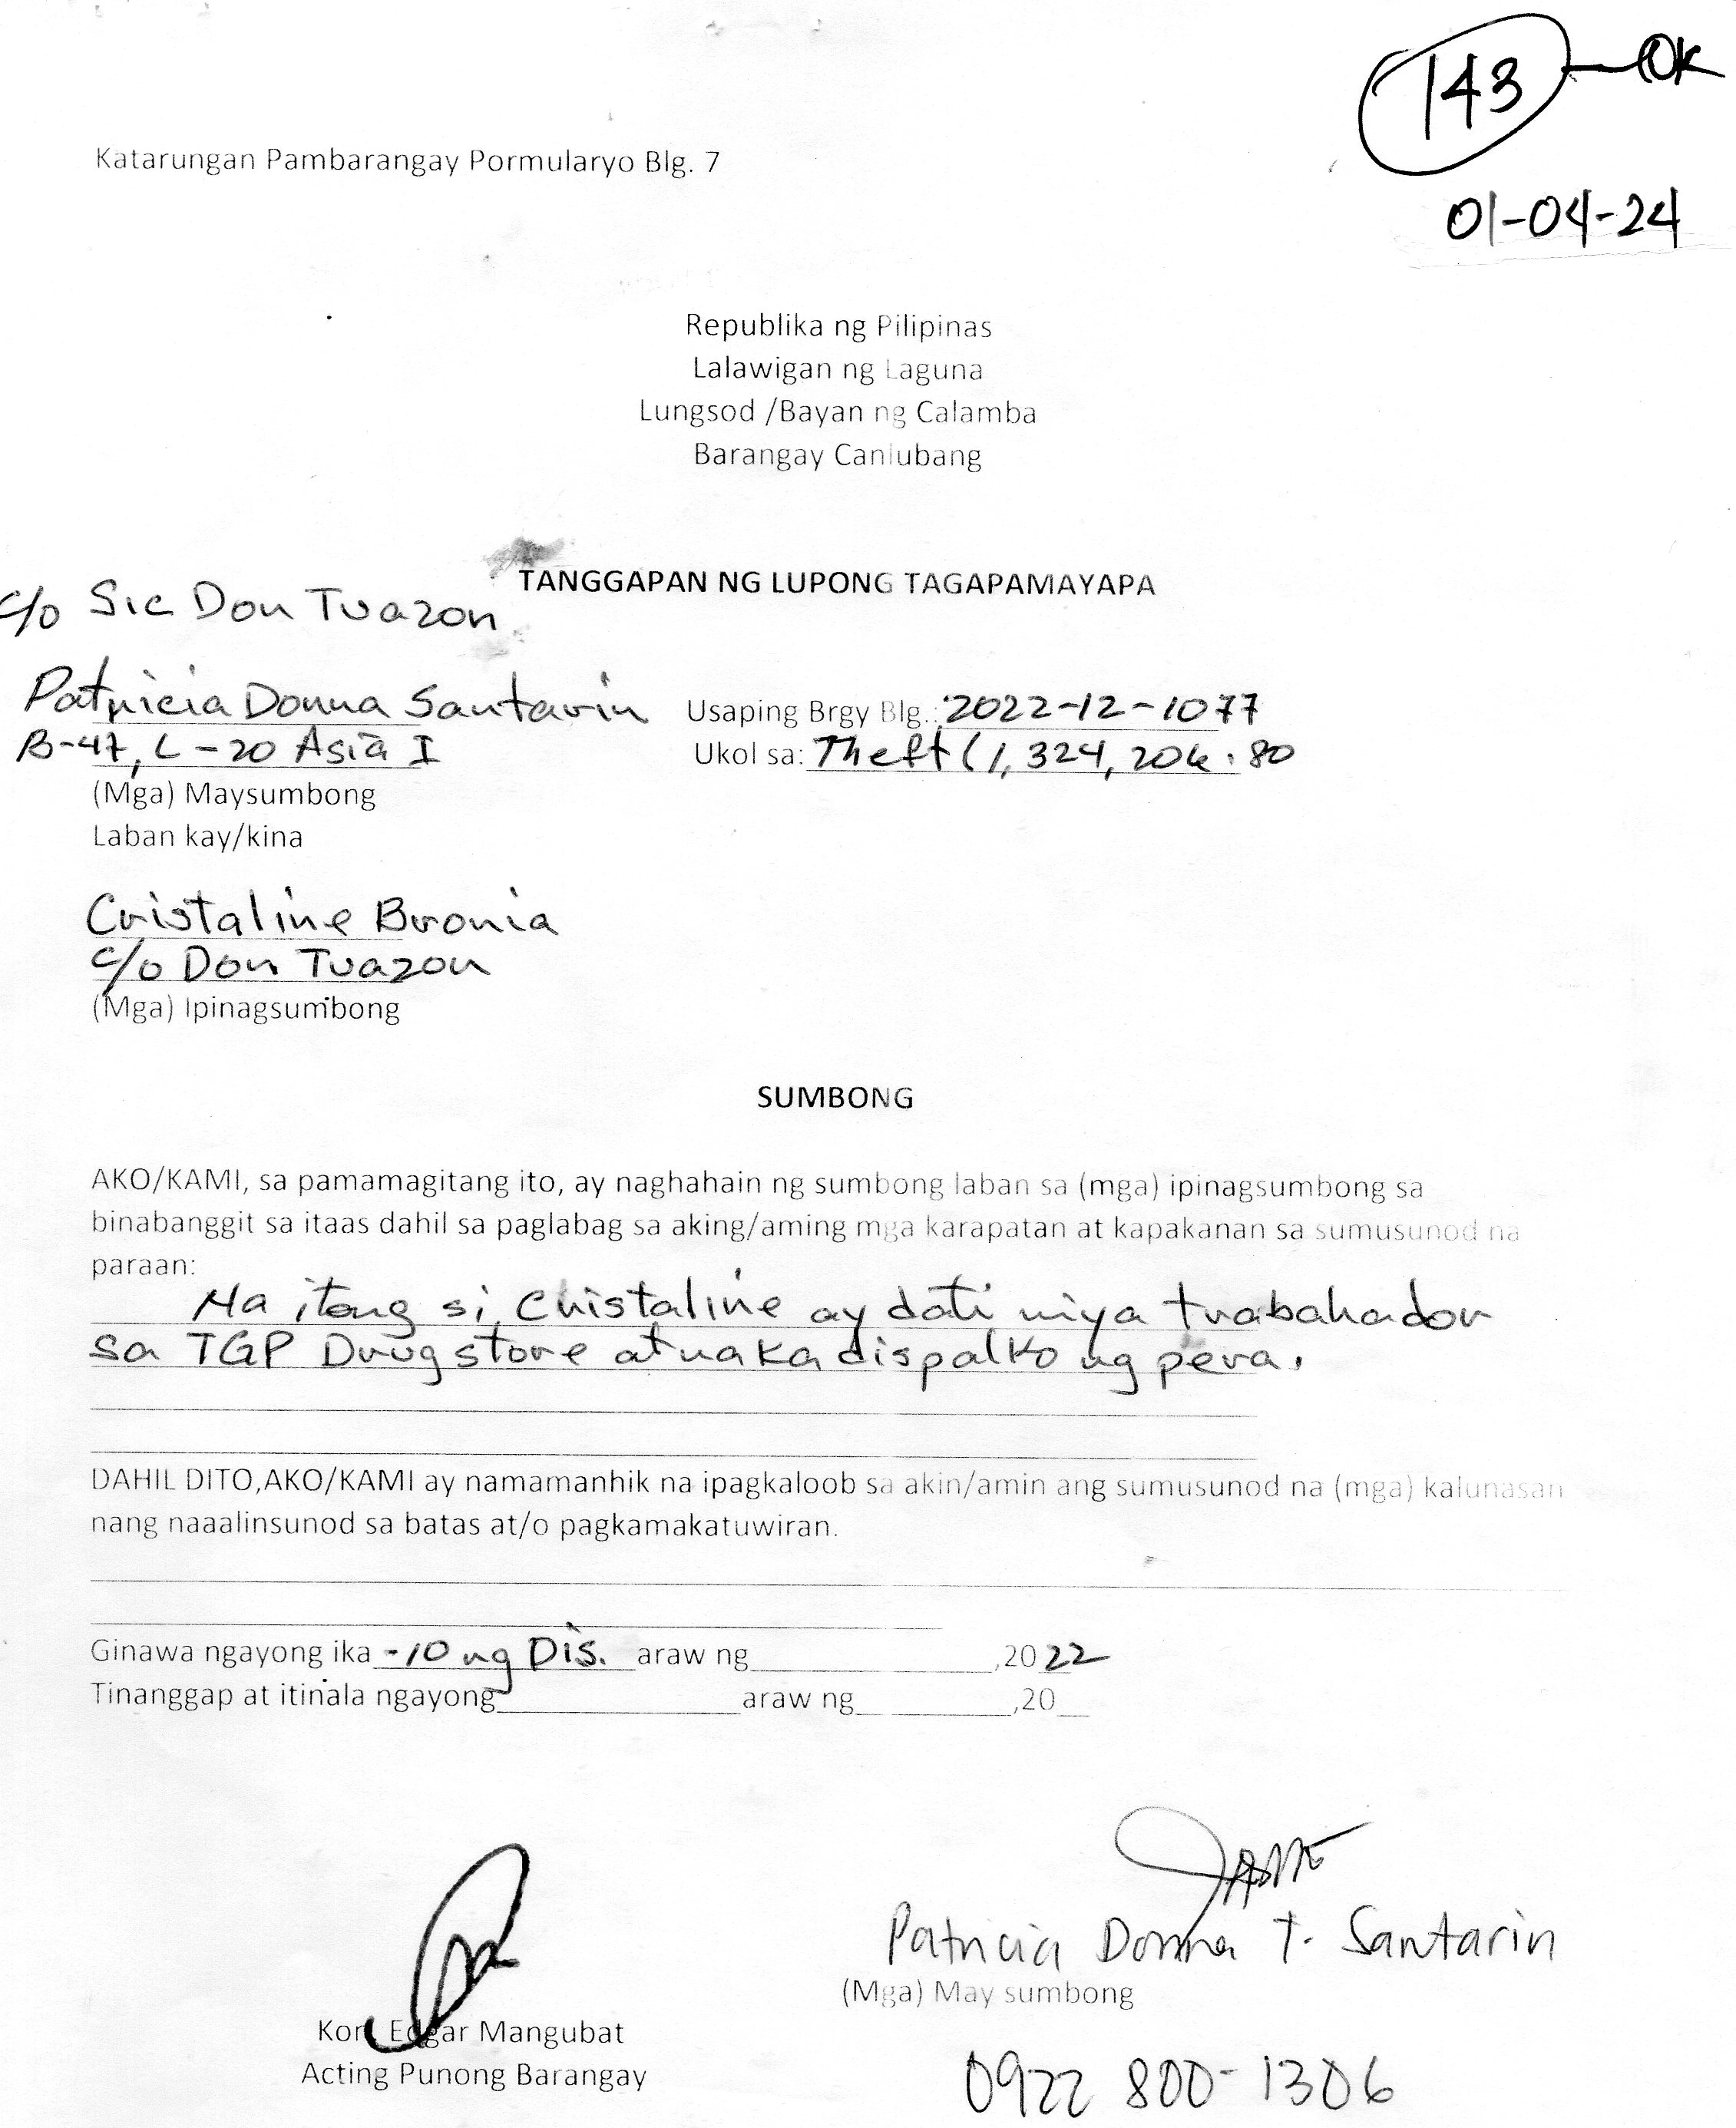 143 — OK
01-04-24
Katarungan Pambarangay Pormularyo Blg. 7
Republika ng Pilipinas
Lalawigan ng Laguna
Lungsod /Bayan ng Calamba
Barangay Canlubang
TANGGAPAN NG LUPONG TAGAPAMAYAPA
c/o Sic Don Tuazon
Patricia Donna Santarin
B-47, L-20 Asia I
(Mga) Maysumbong
Laban kay/kina
Usaping Brgy Blg.: 2022-12-1077
Ukol sa: Theft (1,324,206.80
Cristaline Bronia
c/o Don Tuazon
(Mga) Ipinagsumbong
SUMBONG
AKO/KAMI, sa pamamagitang ito, ay naghahain ng sumbong laban sa (mga) ipinagsumbong sa
binabanggit sa itaas dahil sa paglabag sa aking/aming mga karapatan at kapakanan sa sumusunod na
paraan:
Na itong si Cristaline ay dati niya trabahador
sa TGP Drugstore at naka dispalko ng pera.
DAHIL DITO,AKO/KAMI ay namamanhik na ipagkaloob sa akin/amin ang sumusunod na (mga) kalunasan
nang naaalinsunod sa batas at/o pagkamakatuwiran.
Ginawa ngayong ika -10 ng Dis. araw ng ,2022
Tinanggap at itinala ngayong araw ng ,20
Patricia Donna T. Santarin
(Mga) May sumbong
0922 800-1306
Kon. Edgar Mangubat
Acting Punong Barangay